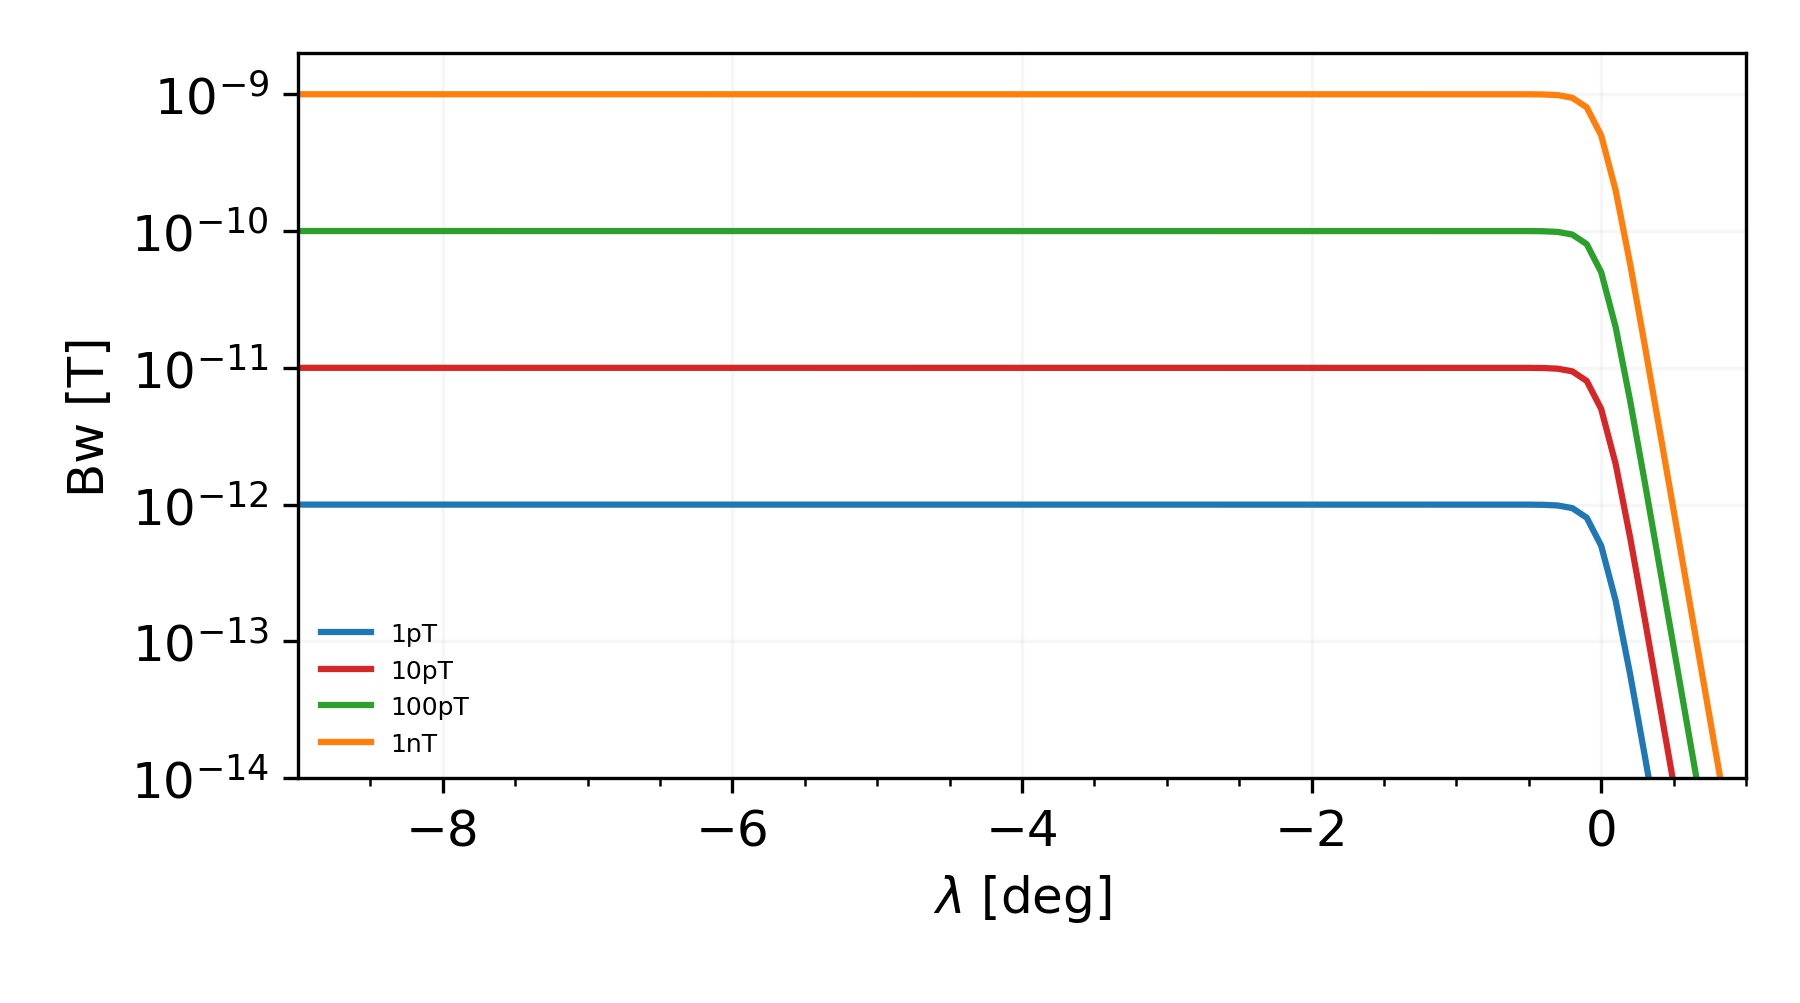 10⁻⁹
10⁻¹⁰
10⁻¹¹
10⁻¹²
10⁻¹³
10⁻¹⁴
Bw [T]
1pT
10pT
100pT
1nT
−8 −6 −4 −2 0
λ [deg]